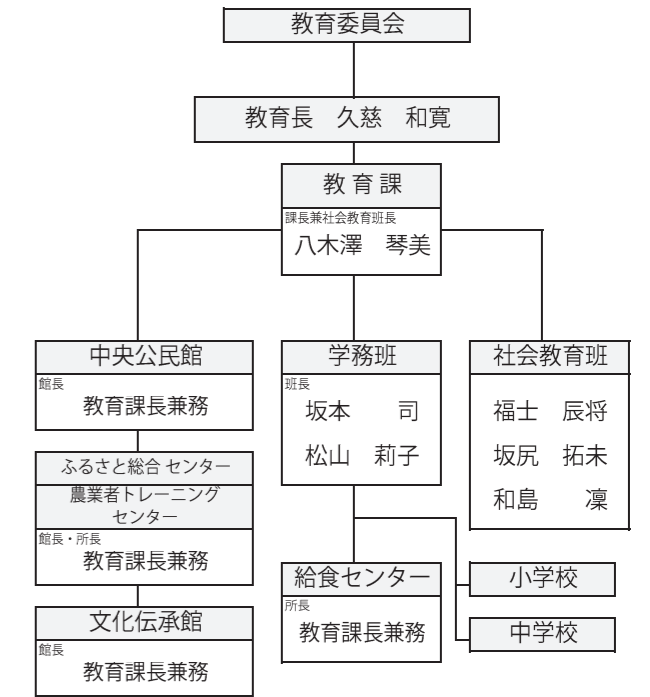 教育委員会
教育長　久慈　和寛
教 育 課
課長兼社会教育班長
八木澤　琴美
中央公民館
館長
教育課長兼務
ふるさと総合 センター
農業者トレーニング
センター
館長・所長
教育課長兼務
文化伝承館
館長
教育課長兼務
学務班
班長
坂本　　司
松山　莉子
給食センター
所長
教育課長兼務
社会教育班
福士　辰将
坂尻　拓未
和島　　凜
小学校
中学校